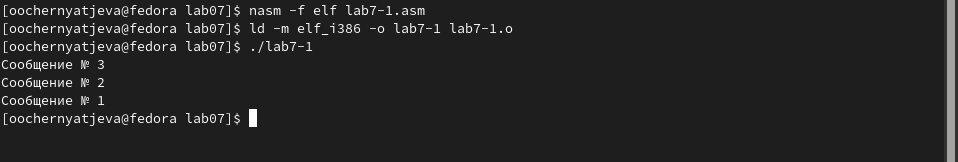 [oochernyatjeva@fedora lab07]$ nasm -f elf lab7-1.asm
[oochernyatjeva@fedora lab07]$ ld -m elf_i386 -o lab7-1 lab7-1.o
[oochernyatjeva@fedora lab07]$ ./lab7-1
Сообщение № 3
Сообщение № 2
Сообщение № 1
[oochernyatjeva@fedora lab07]$